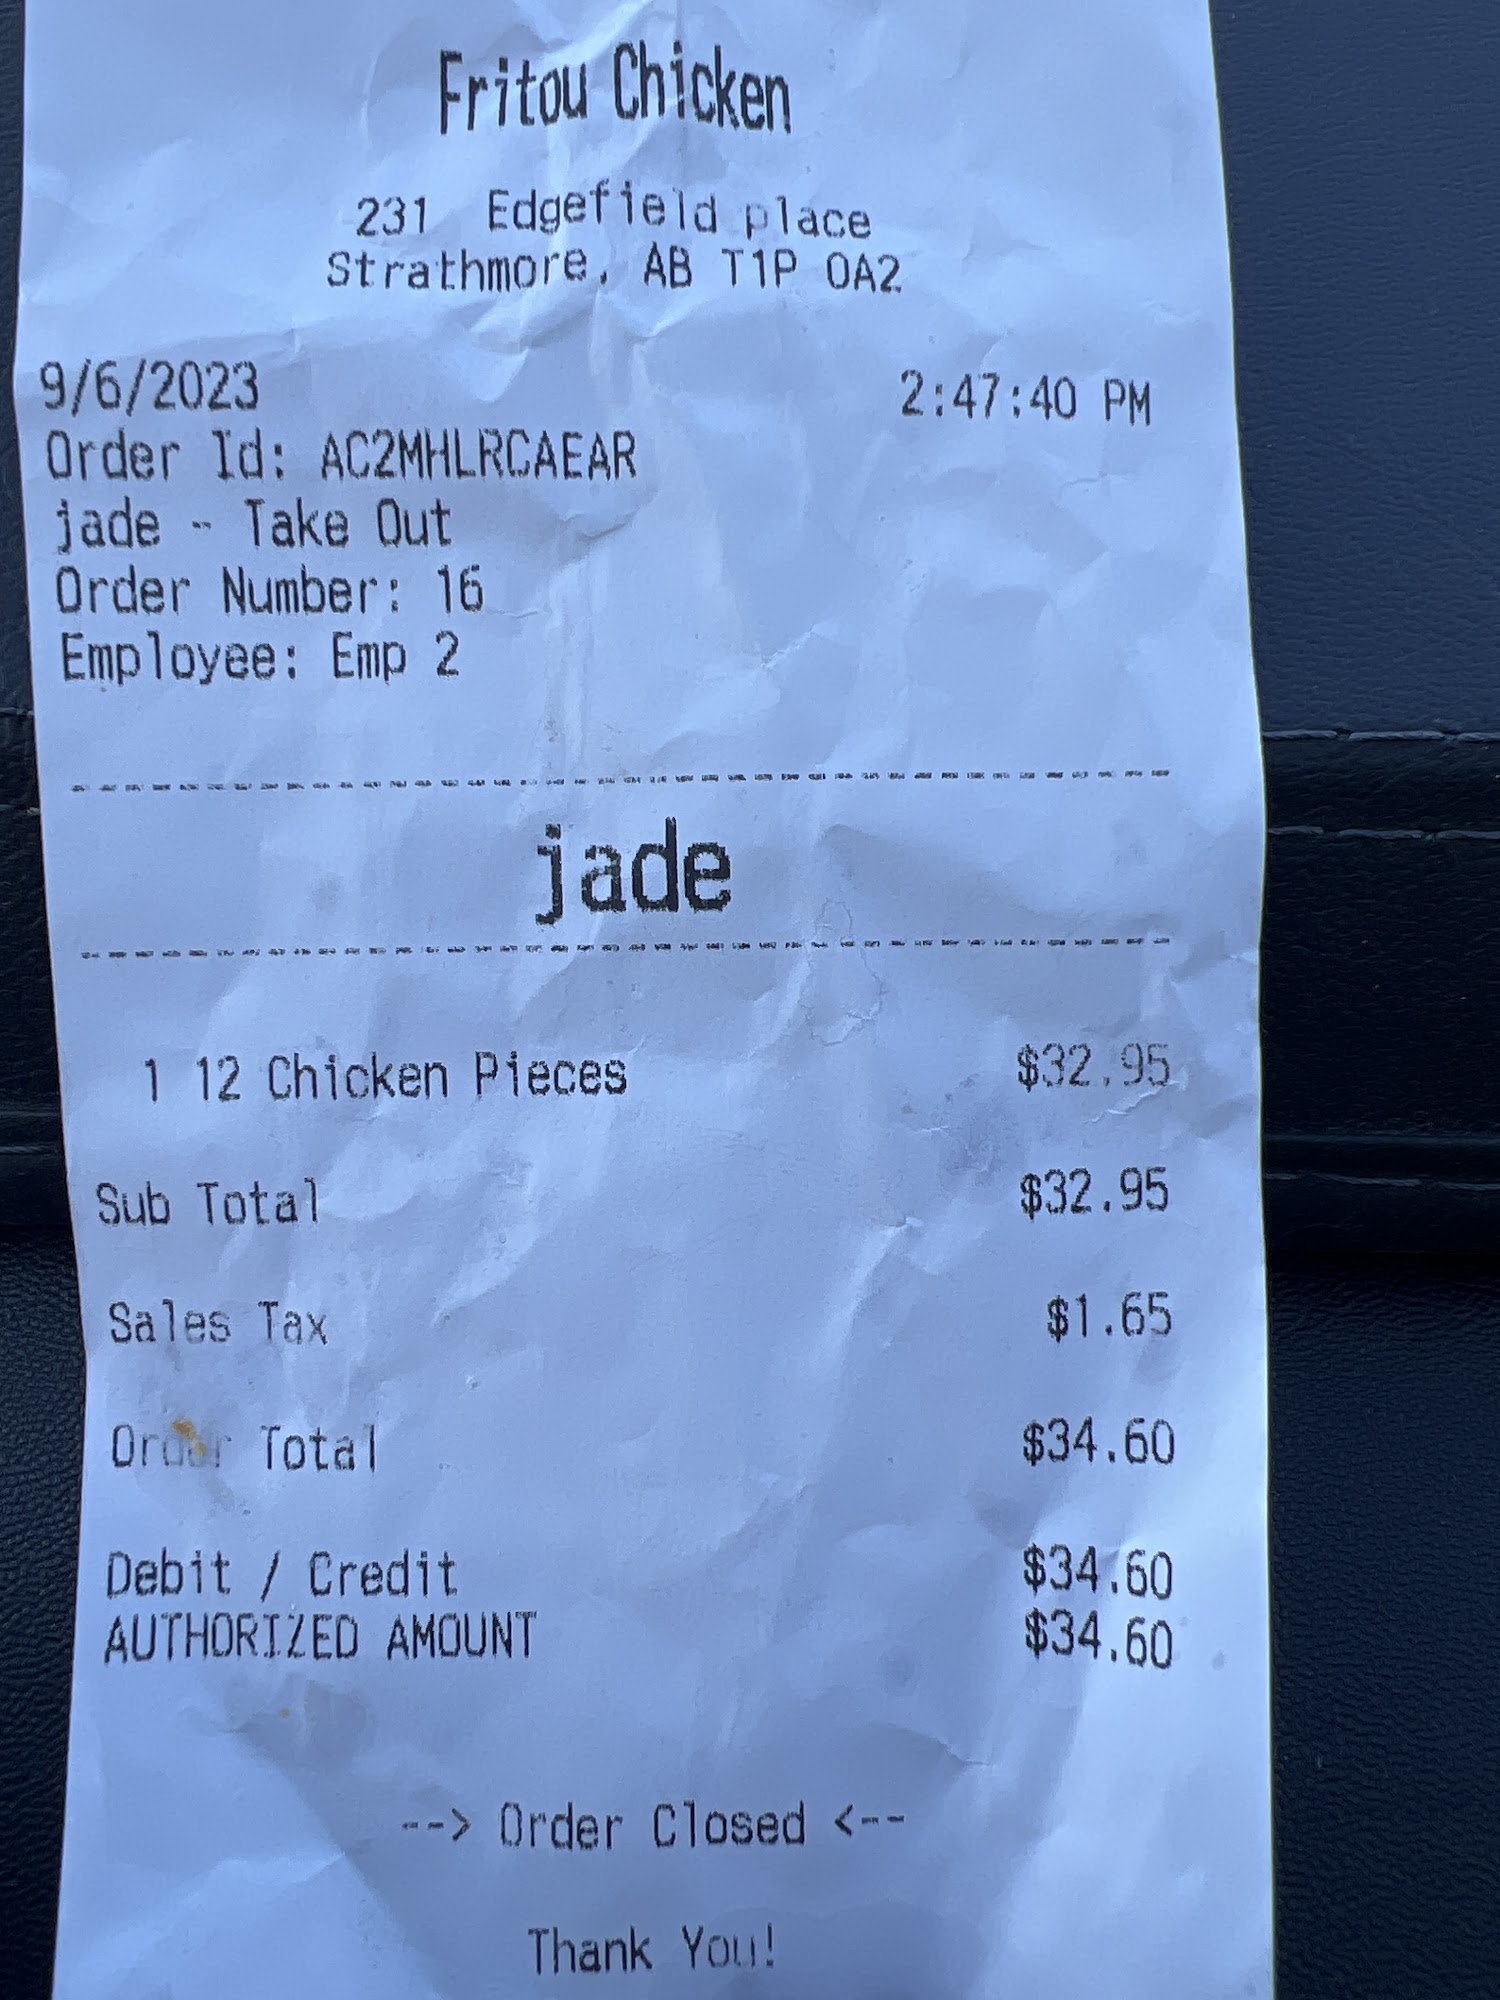 Fritou Chicken
231 Edgefield place
Strathmore, AB T1P 0A2
9/6/2023 2:47:40 PM
Order Id: AC2MHLRCAEAR
jade - Take Out
Order Number: 16
Employee: Emp 2
jade
1 12 Chicken Pieces $32.95
Sub Total $32.95
Sales Tax $1.65
Order Total $34.60
Debit / Credit $34.60
AUTHORIZED AMOUNT $34.60
--> Order Closed <--
Thank You!